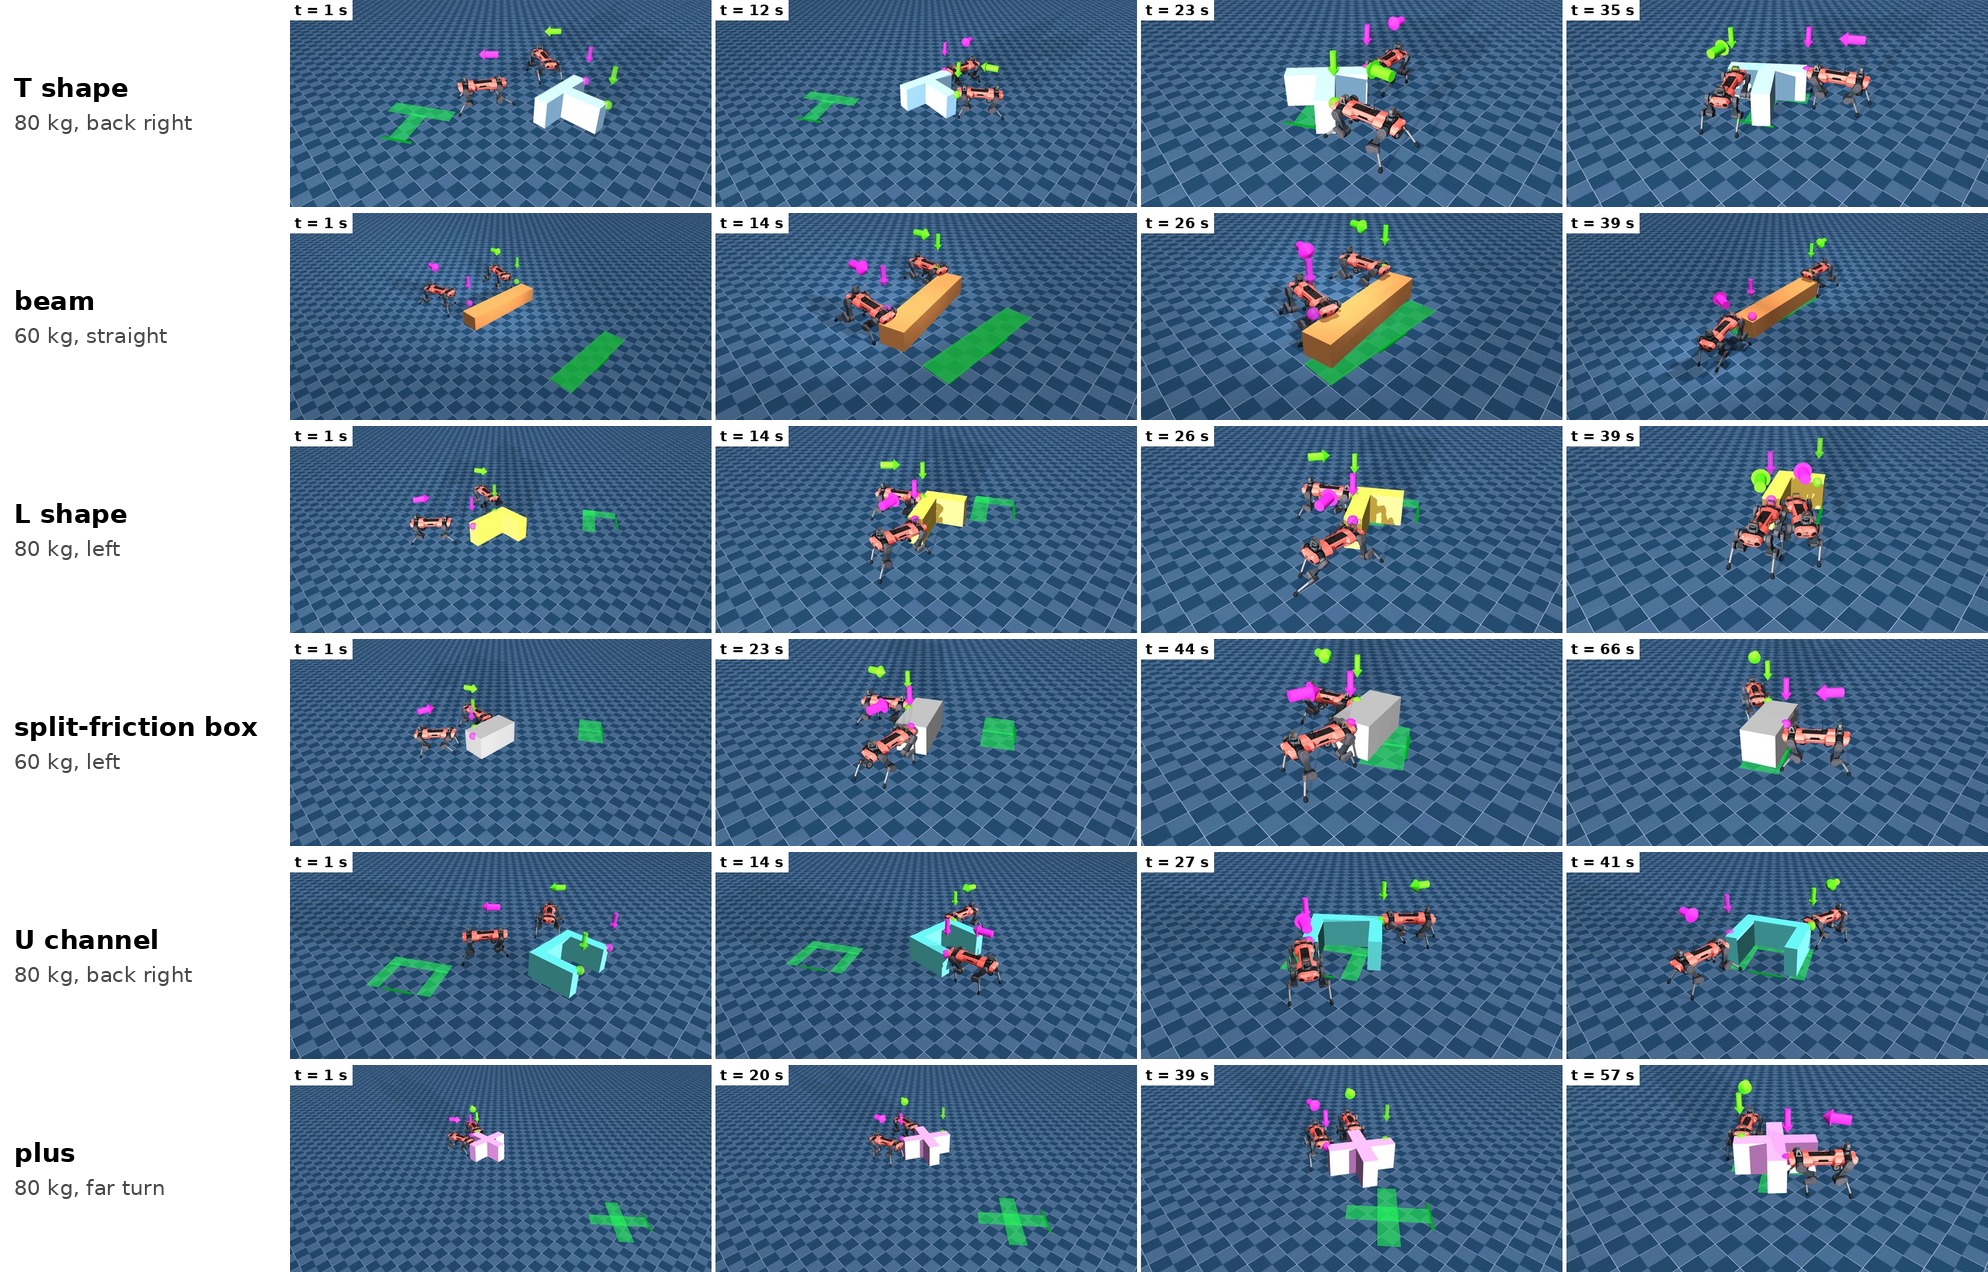 T shape
80 kg, back right
t = 1 s
t = 12 s
t = 23 s
t = 35 s
beam
60 kg, straight
t = 1 s
t = 14 s
t = 26 s
t = 39 s
L shape
80 kg, left
t = 1 s
t = 14 s
t = 26 s
t = 39 s
split-friction box
60 kg, left
t = 1 s
t = 23 s
t = 44 s
t = 66 s
U channel
80 kg, back right
t = 1 s
t = 14 s
t = 27 s
t = 41 s
plus
80 kg, far turn
t = 1 s
t = 20 s
t = 39 s
t = 57 s